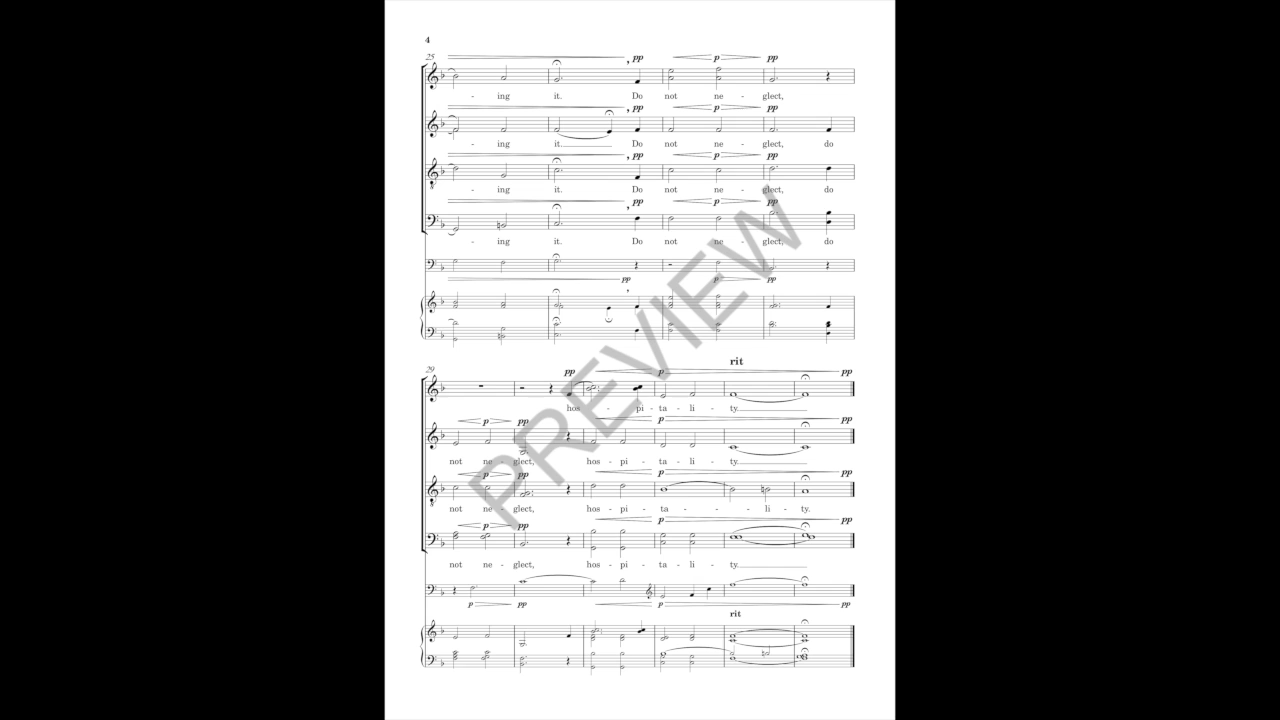 4
25
, pp p pp
- ing it. Do not ne - glect,
, pp p pp
- ing it. Do not ne - glect, do
, pp p pp
- ing it. Do not ne - glect, do
, pp p pp
- ing it. Do not ne - glect, do
pp p pp
,
rit
29
pp p pp
hos - pi - ta - li - ty.
p pp p pp
not ne - glect, hos - pi - ta - li - ty.
p pp p pp
not ne - glect, hos - pi - ta - - - li - ty.
p pp p pp
not ne - glect, hos - pi - ta - li - ty.
p pp p pp
rit
PREVIEW